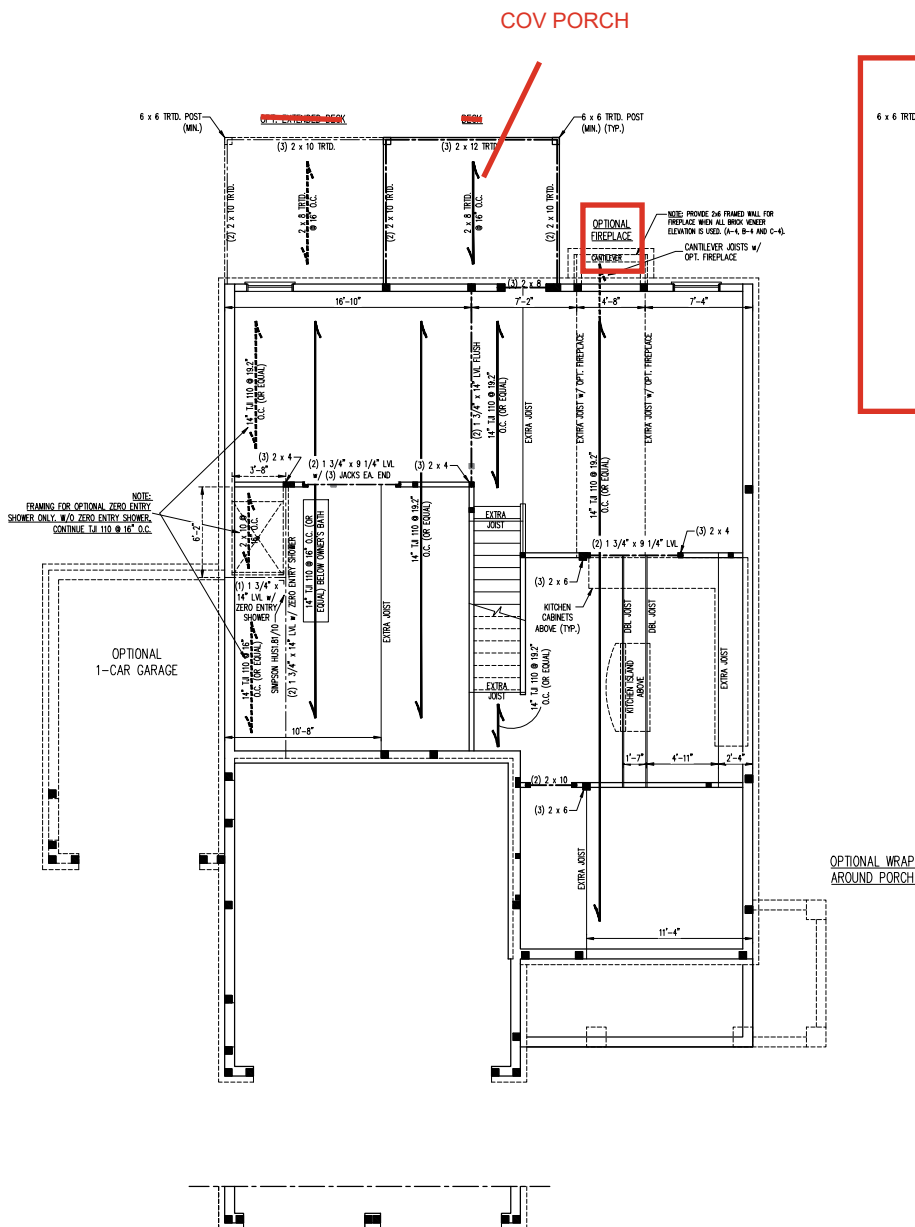 COV PORCH
6 x 6 TRTD. POST
(MIN.)
OPT. EXTENDED DECK
DECK
6 x 6 TRTD. POST
(MIN.) (TYP.)
6 x 6 TRTD
(3) 2 x 10 TRTD.
(3) 2 x 12 TRTD.
(2) 2 x 10 TRTD.
2 x 8 TRTD.
@ 16" O.C.
(2) 2 x 10 TRTD.
2 x 8 TRTD.
@ 16" O.C.
(2) 2 x 10 TRTD.
OPTIONAL
FIREPLACE
NOTE: PROVIDE 2x6 FRAMED WALL FOR
FIREPLACE WHEN ALL BRICK VENEER
ELEVATION IS USED. (A-4, B-4 AND C-4).
CANTILEVER
CANTILEVER JOISTS w/
OPT. FIREPLACE
(3) 2 x 8
16'-10"
7'-2"
4'-8"
7'-4"
14" TJI 110 @ 19.2"
O.C. (OR EQUAL)
(2) 1 3/4" x 14" LVL FLUSH
14" TJI 110 @ 19.2"
O.C. (OR EQUAL)
EXTRA JOIST
EXTRA JOIST w/ OPT. FIREPLACE
EXTRA JOIST w/ OPT. FIREPLACE
(3) 2 x 4
3'-8"
(2) 1 3/4" x 9 1/4" LVL
w/ (3) JACKS EA. END
(3) 2 x 4
NOTE:
FRAMING FOR OPTIONAL ZERO ENTRY
SHOWER ONLY. W/O ZERO ENTRY SHOWER,
CONTINUE TJI 110 @ 16" O.C.
6'-2"
2 x 10 @
16" O.C.
14" TJI 110 @ 16" O.C. (OR
EQUAL) BELOW OWNER'S BATH
14" TJI 110 @ 19.2"
O.C. (OR EQUAL)
EXTRA
JOIST
14" TJI 110 @ 19.2"
O.C. (OR EQUAL)
(3) 2 x 4
(2) 1 3/4" x 9 1/4" LVL
(3) 2 x 6
(1) 1 3/4" x
14" LVL w/
ZERO ENTRY
SHOWER
SIMPSON HUS1.81/10
(2) 1 3/4" x 14" LVL w/ ZERO ENTRY SHOWER
EXTRA JOIST
KITCHEN
CABINETS
ABOVE (TYP.)
DBL JOIST
DBL JOIST
OPTIONAL
1-CAR GARAGE
14" TJI 110 @ 16"
O.C. (OR EQUAL)
EXTRA
JOIST
14" TJI 110 @ 19.2"
O.C. (OR EQUAL)
KITCHEN ISLAND
ABOVE
EXTRA JOIST
10'-8"
1'-7"
4'-11"
2'-4"
(2) 2 x 10
(3) 2 x 6
EXTRA JOIST
OPTIONAL WRAP
AROUND PORCH
11'-4"